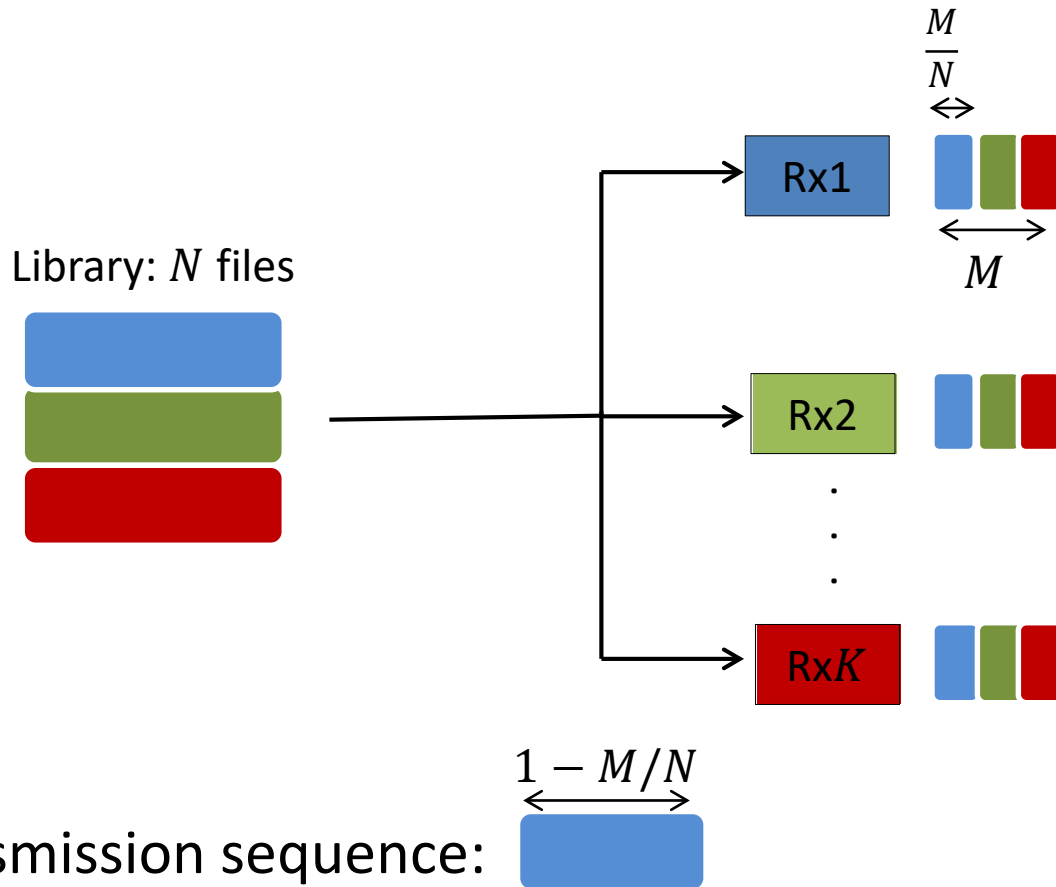 M
N
Rx1
Library: N files
M
Rx2
.
.
.
RxK
1 − M/N
smission sequence: